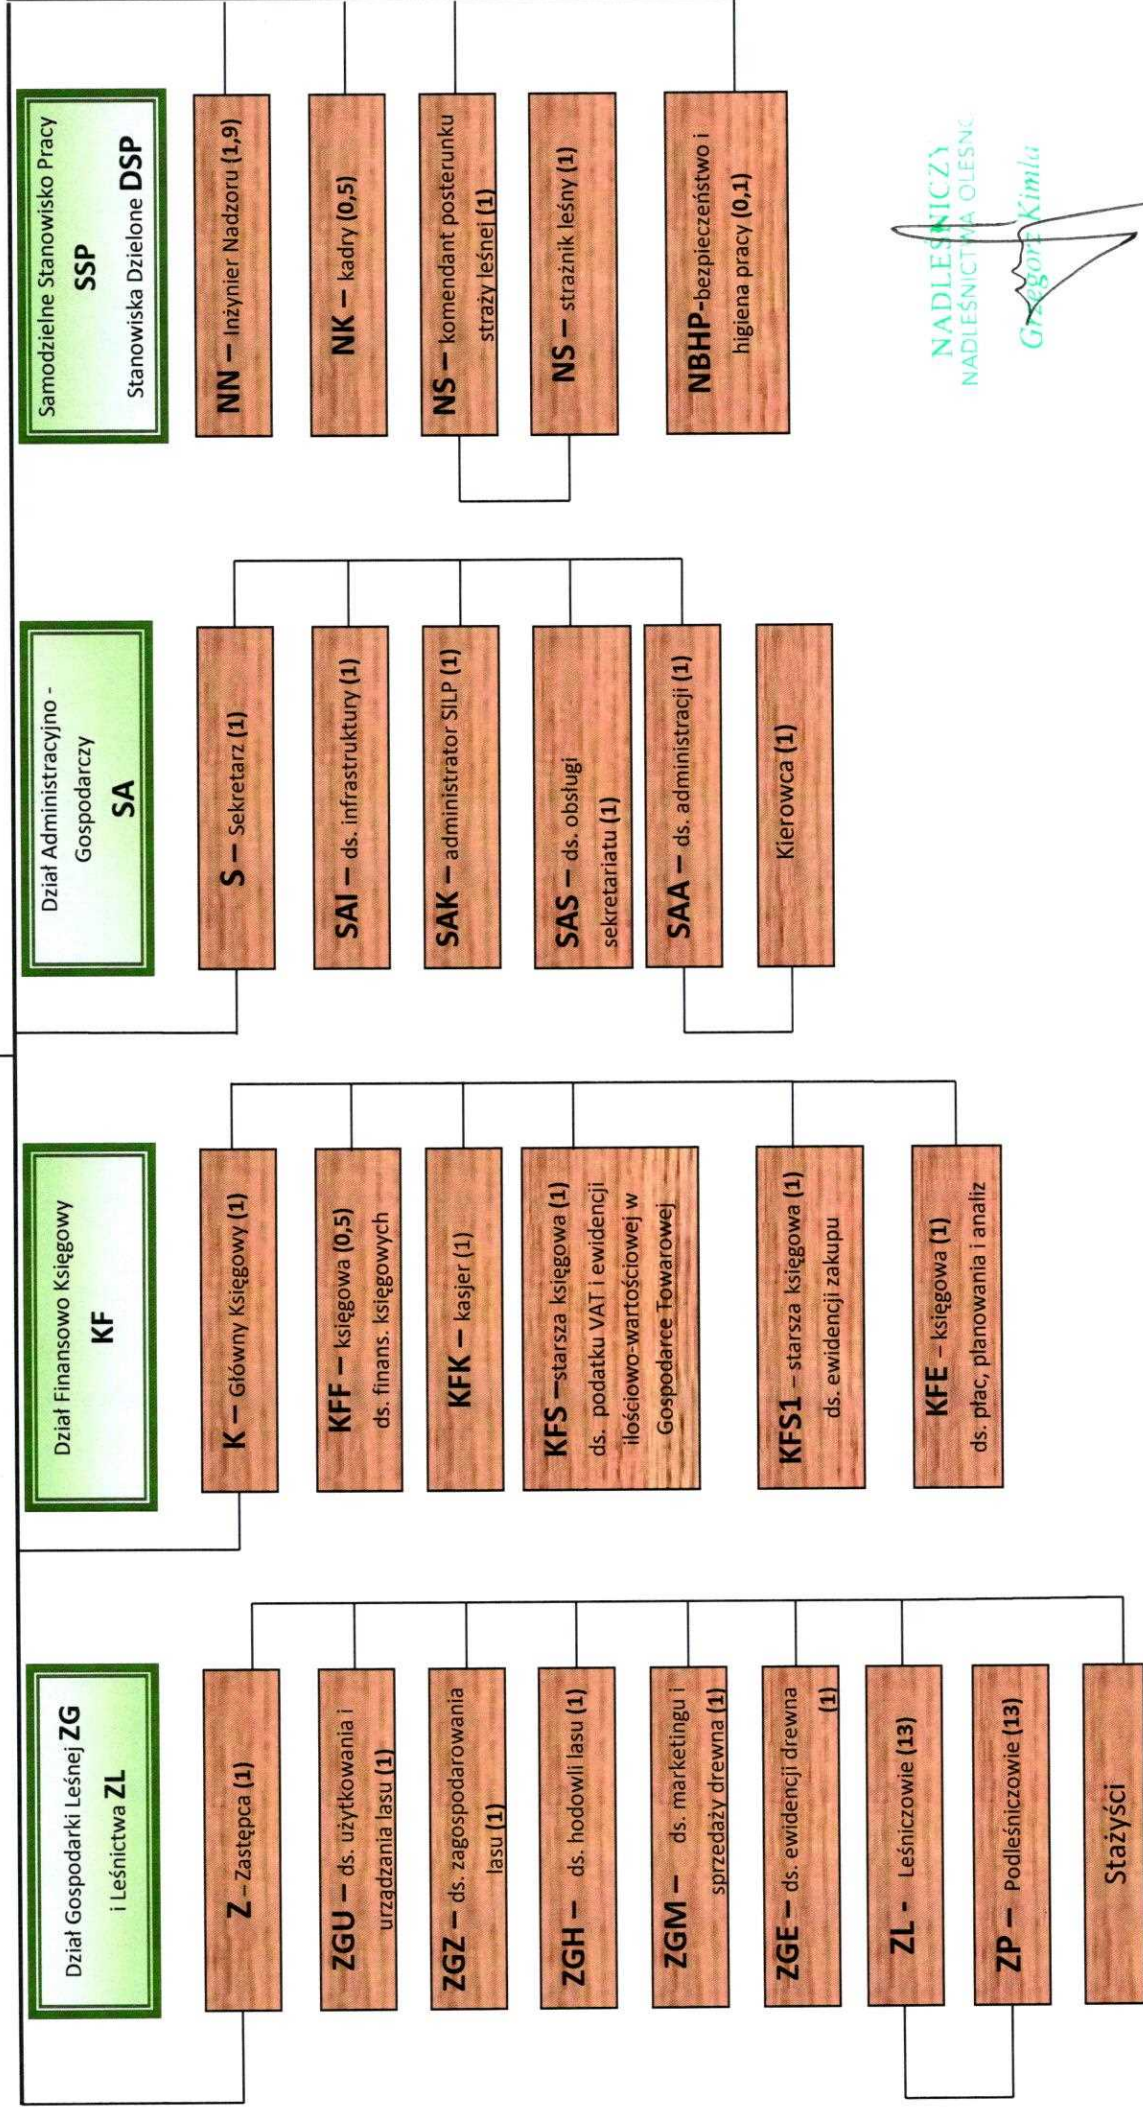 Dział Gospodarki Leśnej ZG
i Leśnictwa ZL
Z – Zastępca (1)
ZGU – ds. użytkowania i
urządzania lasu (1)
ZGZ – ds. zagospodarowania
lasu (1)
ZGH – ds. hodowli lasu (1)
ZGM – ds. marketingu i
sprzedaży drewna (1)
ZGE – ds. ewidencji drewna
(1)
ZL - Leśniczowie (13)
ZP – Podleśniczowie (13)
Stażyści
Dział Finansowo Księgowy
KF
K – Główny Księgowy (1)
KFF – księgowa (0,5)
ds. finans. księgowych
KFK – kasjer (1)
KFS –starsza księgowa (1)
ds. podatku VAT i ewidencji
ilościowo-wartościowej w
Gospodarce Towarowej
KFS1 – starsza księgowa (1)
ds. ewidencji zakupu
KFE – księgowa (1)
ds. płac, planowania i analiz
Dział Administracyjno -
Gospodarczy
SA
S – Sekretarz (1)
SAI – ds. infrastruktury (1)
SAK – administrator SILP (1)
SAS – ds. obsługi
sekretariatu (1)
SAA – ds. administracji (1)
Kierowca (1)
Samodzielne Stanowisko Pracy
SSP
Stanowiska Dzielone DSP
NN – Inżynier Nadzoru (1,9)
NK – kadry (0,5)
NS – komendant posterunku
straży leśnej (1)
NS – strażnik leśny (1)
NBHP-bezpieczeństwo i
higiena pracy (0,1)
NADLEŚNICZY
NADLEŚNICTWA OLESNO
Grzegorz Kimla